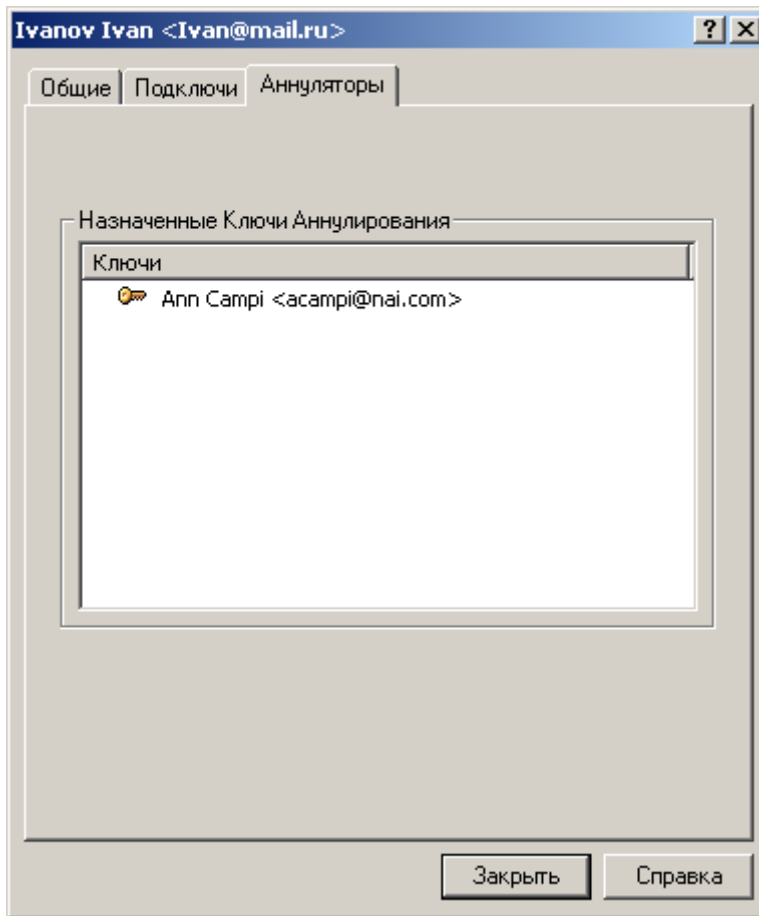 Ivanov Ivan <Ivan@mail.ru>
Общие Подключи Аннуляторы
Назначенные Ключи Аннулирования
Ключи
Ann Campi <acampi@nai.com>
Закрыть Справка